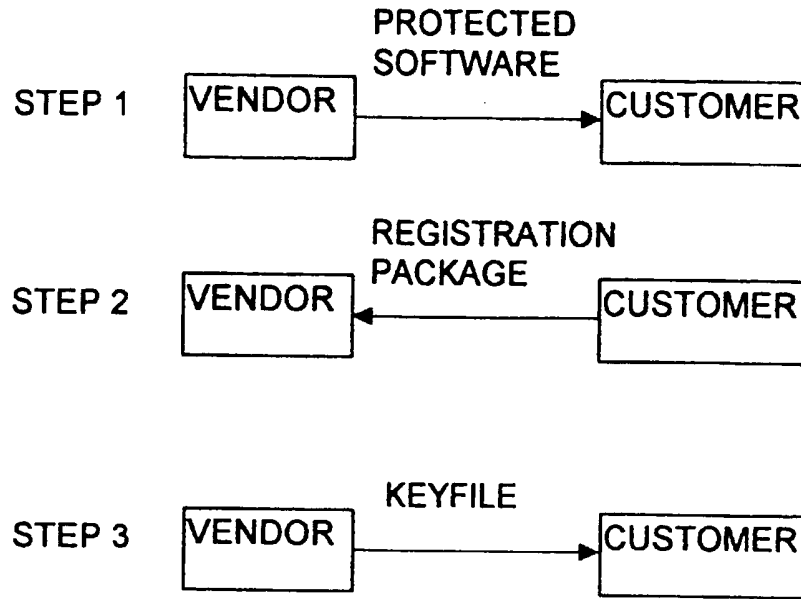 PROTECTED
SOFTWARE
STEP 1
VENDOR
CUSTOMER
REGISTRATION
PACKAGE
STEP 2
VENDOR
CUSTOMER
KEYFILE
STEP 3
VENDOR
CUSTOMER